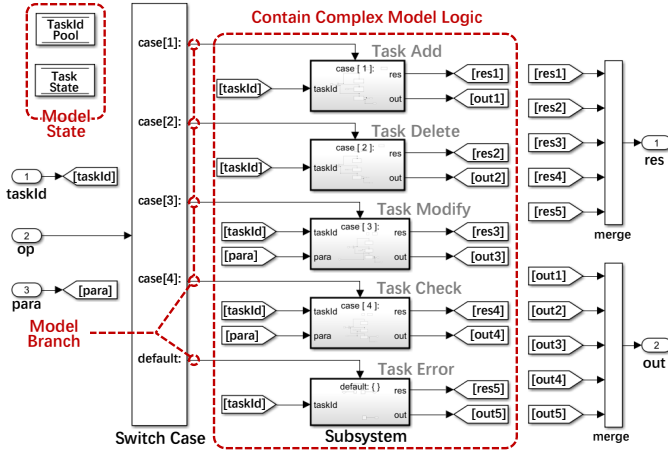 Contain Complex Model Logic
TaskId
Pool
Task
State
Model
State
1
taskId
[taskId]
2
op
3
para
[para]
Model
Branch
case[1]:
case[2]:
case[3]:
case[4]:
default:
Switch Case
Task Add
[taskId]
case [ 1 ]:
taskId
res
out
[res1]
[out1]
Task Delete
[taskId]
case [ 2 ]:
taskId
res
out
[res2]
[out2]
Task Modify
[taskId]
[para]
case [ 3 ]:
taskId
para
res
out
[res3]
[out3]
Task Check
[taskId]
[para]
case [ 4 ]:
taskId
para
res
out
[res4]
[out4]
Task Error
[taskId]
default: { }
taskId
res
out
[res5]
[out5]
Subsystem
[res1]
[res2]
[res3]
[res4]
[res5]
merge
1
res
[out1]
[out2]
[out3]
[out4]
[out5]
merge
2
out